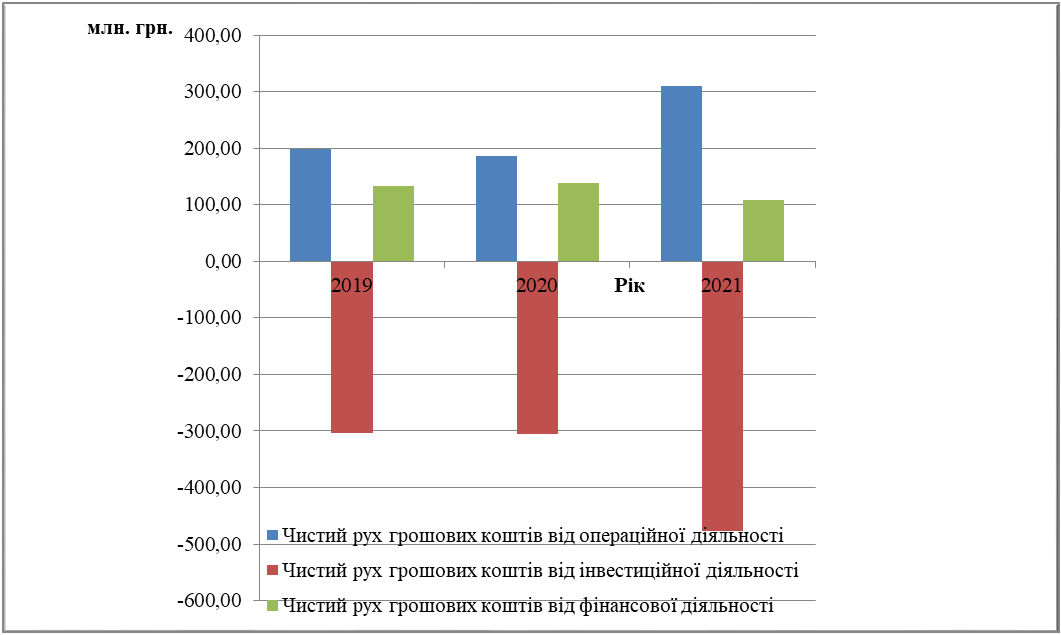 млн. грн.
400,00
300,00
200,00
100,00
0,00
2019
2020
Рік
2021
-100,00
-200,00
-300,00
-400,00
-500,00
-600,00
Чистий рух грошових коштів від операційної діяльності
Чистий рух грошових коштів від інвестиційної діяльності
Чистий рух грошових коштів від фінансової діяльності